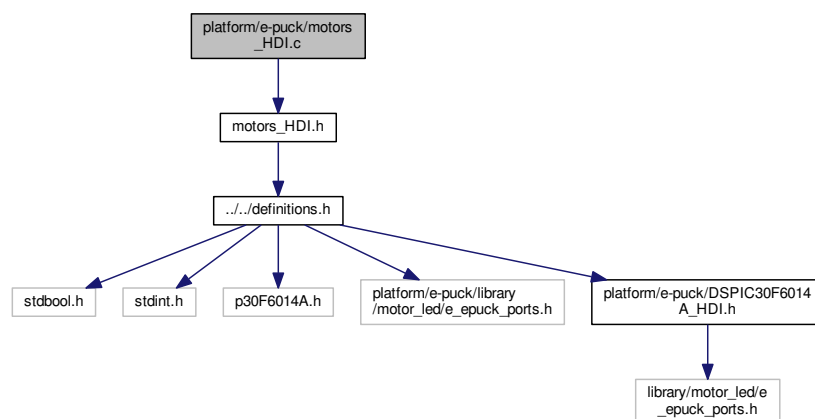 platform/e-puck/motors
_HDI.c
motors_HDI.h
../../definitions.h
stdbool.h
stdint.h
p30F6014A.h
platform/e-puck/library
/motor_led/e_epuck_ports.h
platform/e-puck/DSPIC30F6014
A_HDI.h
library/motor_led/e
_epuck_ports.h